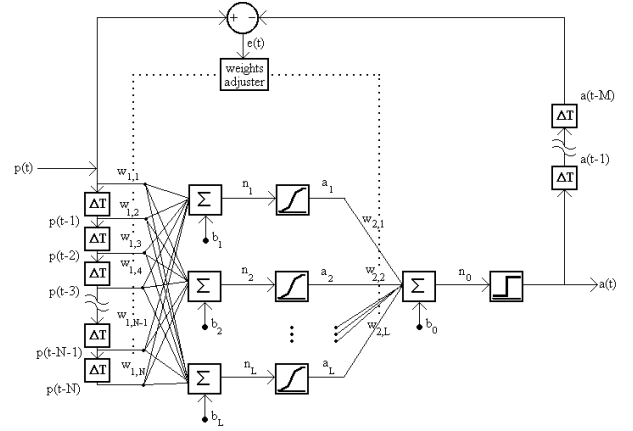 + −
e(t)
weights
adjuster
a(t-M)
ΔT
a(t-1)
ΔT
p(t)
w1,1
Σ
n1
a1
ΔT
p(t-1)
w1,2
w2,1
b1
ΔT
w1,3
p(t-2)
w1,4
ΔT
Σ
n2
a2
w2,2
Σ
n0
a(t)
p(t-3)
w1,N-1
b2
w2,L
b0
ΔT
p(t-N-1)
w1,N
ΔT
Σ
nL
aL
p(t-N)
bL